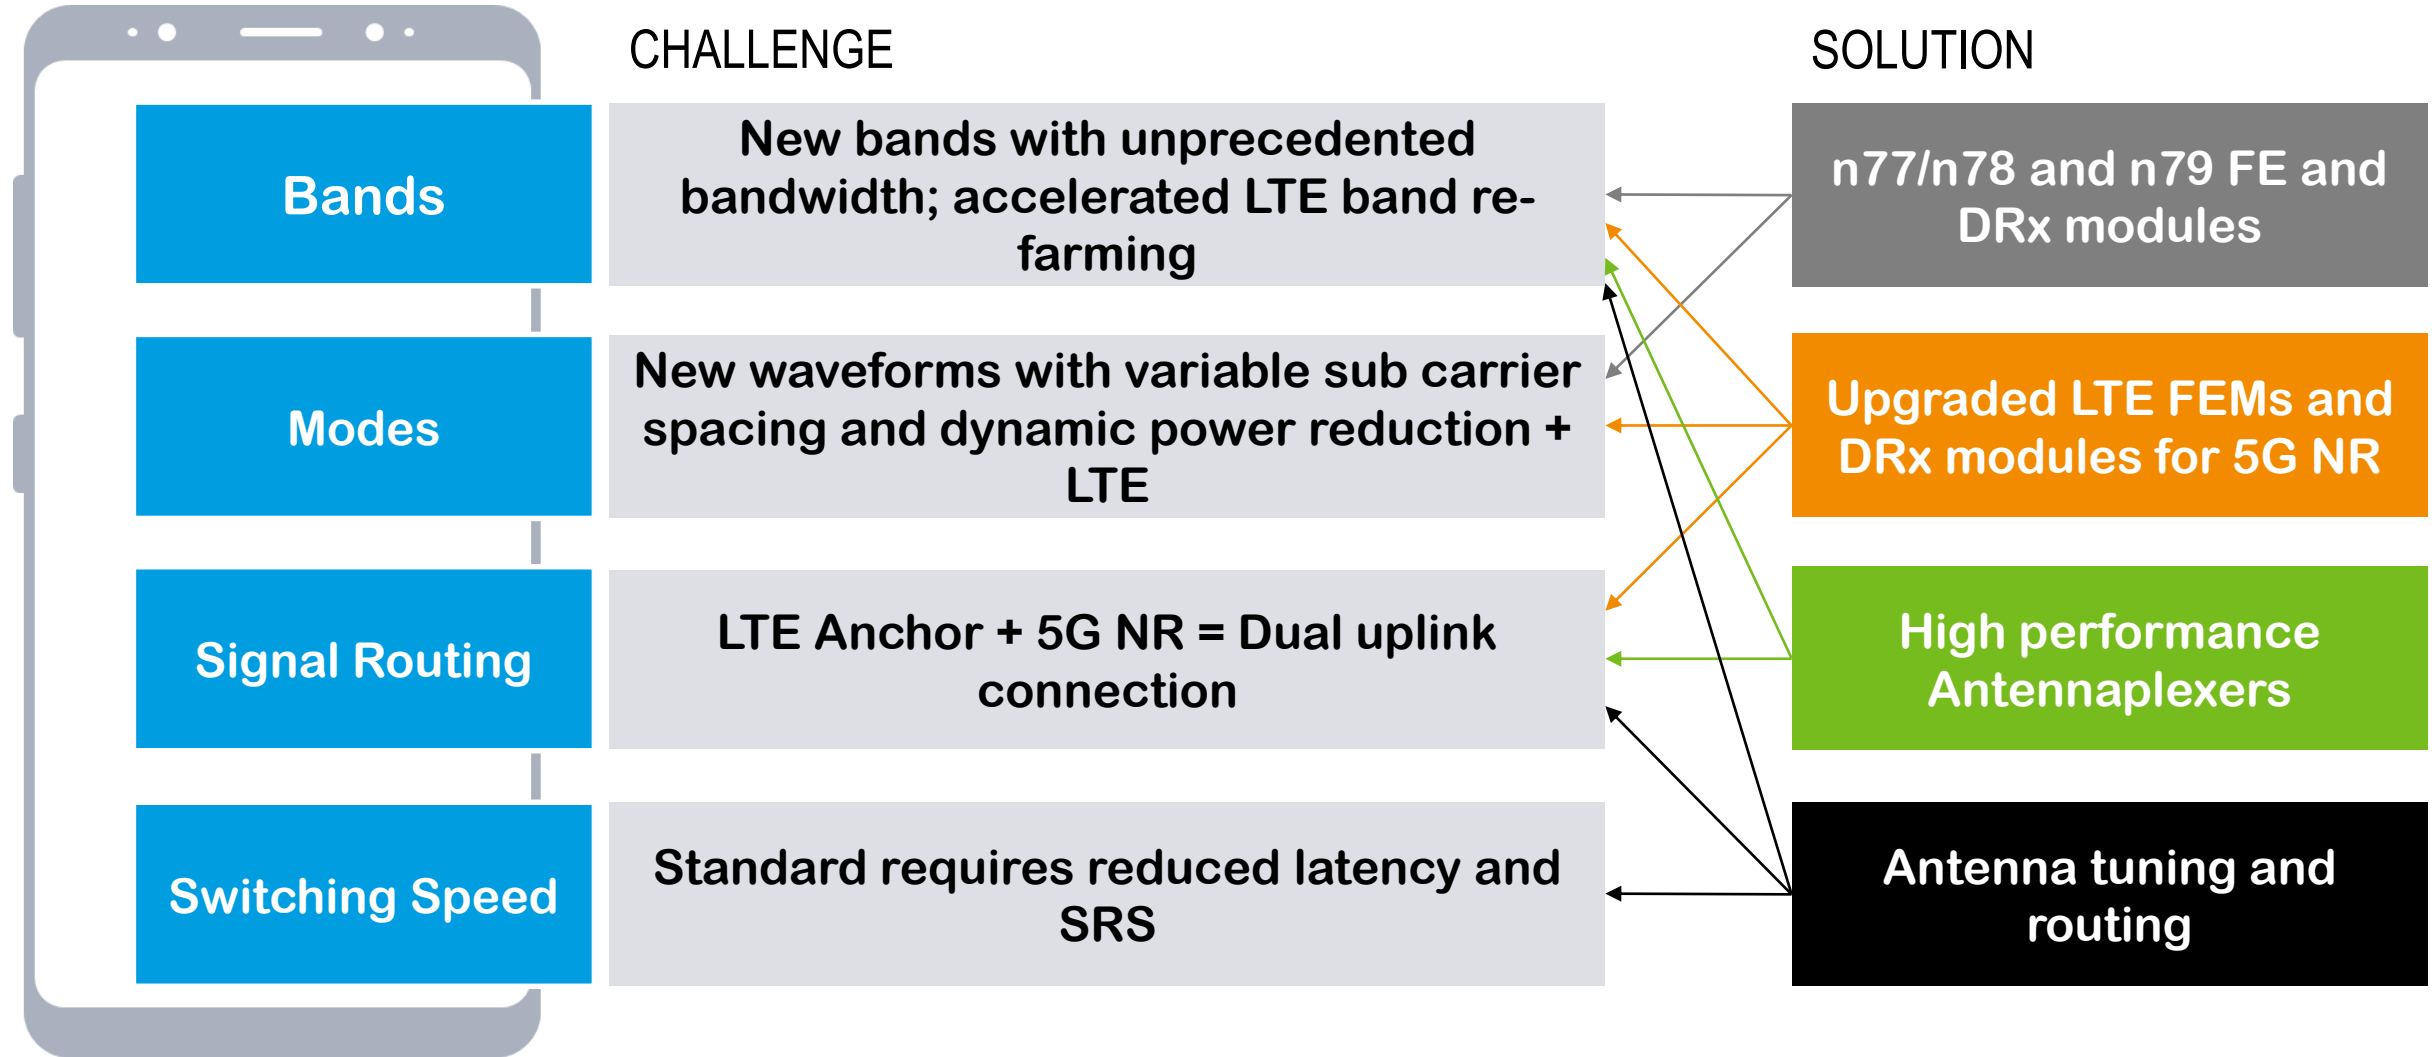 CHALLENGE
SOLUTION
Bands
New bands with unprecedented
bandwidth; accelerated LTE band re-
farming
n77/n78 and n79 FE and
DRx modules
Modes
New waveforms with variable sub carrier
spacing and dynamic power reduction +
LTE
Upgraded LTE FEMs and
DRx modules for 5G NR
Signal Routing
LTE Anchor + 5G NR = Dual uplink
connection
High performance
Antennaplexers
Switching Speed
Standard requires reduced latency and
SRS
Antenna tuning and
routing